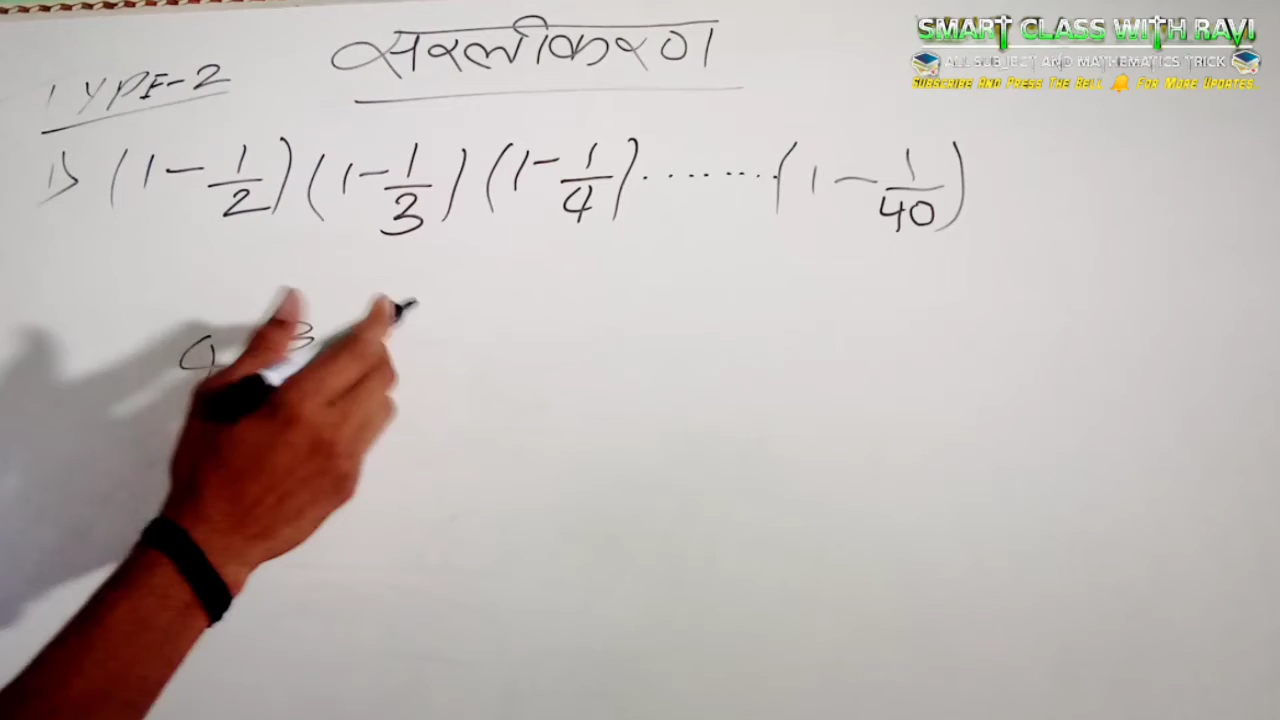 SMART CLASS WITH RAVI
ALL SUBJECT AND MATHEMATICS TRICK
SUBSCRIBE AND PRESS THE BELL 🔔 FOR MORE UPDATES..
सरलीकरण
TYPE-2
1) (1 - 1/2) (1 - 1/3) (1 - 1/4) ........ (1 - 1/40)
3